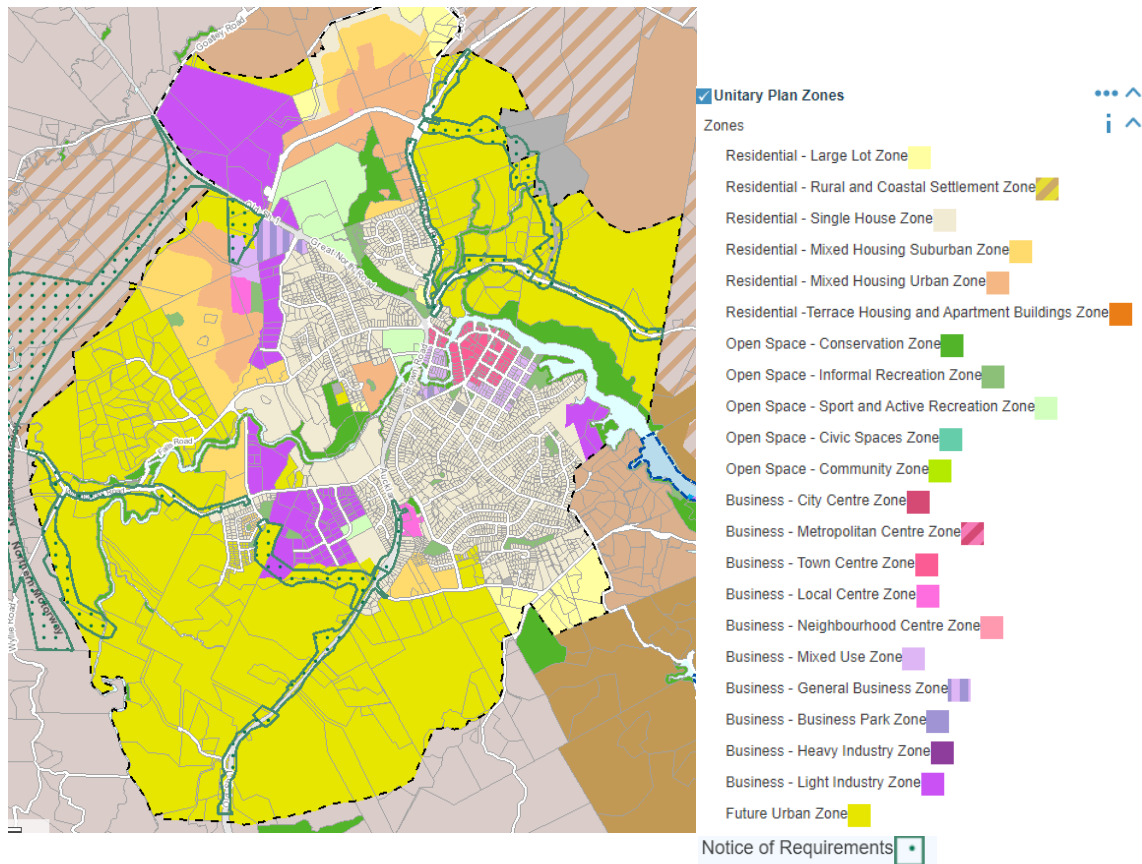 Goatley Road
Great North Road
Northern Motorway
Wyllie Road
Unitary Plan Zones
Zones
Residential - Large Lot Zone
Residential - Rural and Coastal Settlement Zone
Residential - Single House Zone
Residential - Mixed Housing Suburban Zone
Residential - Mixed Housing Urban Zone
Residential -Terrace Housing and Apartment Buildings Zone
Open Space - Conservation Zone
Open Space - Informal Recreation Zone
Open Space - Sport and Active Recreation Zone
Open Space - Civic Spaces Zone
Open Space - Community Zone
Business - City Centre Zone
Business - Metropolitan Centre Zone
Business - Town Centre Zone
Business - Local Centre Zone
Business - Neighbourhood Centre Zone
Business - Mixed Use Zone
Business - General Business Zone
Business - Business Park Zone
Business - Heavy Industry Zone
Business - Light Industry Zone
Future Urban Zone
Notice of Requirements